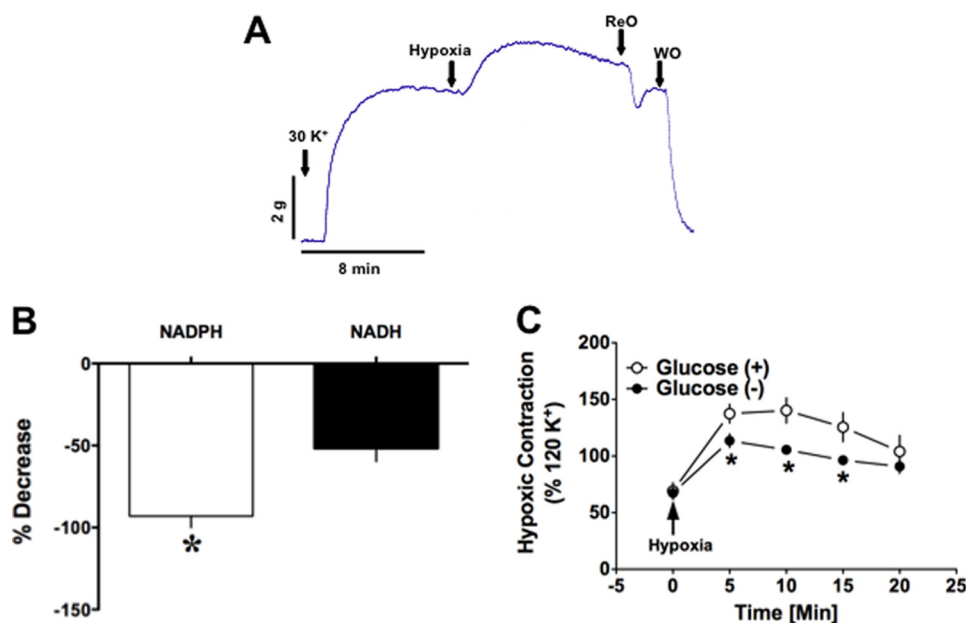 A
30 K⁺
Hypoxia
ReO
WO
2 g
8 min
B
NADPH
NADH
0
-50
-100
-150
% Decrease
*
C
Hypoxic Contraction
(% 120 K⁺)
200
150
100
50
0
Glucose (+)
Glucose (-)
* * *
Hypoxia
-5 0 5 10 15 20 25
Time [Min]